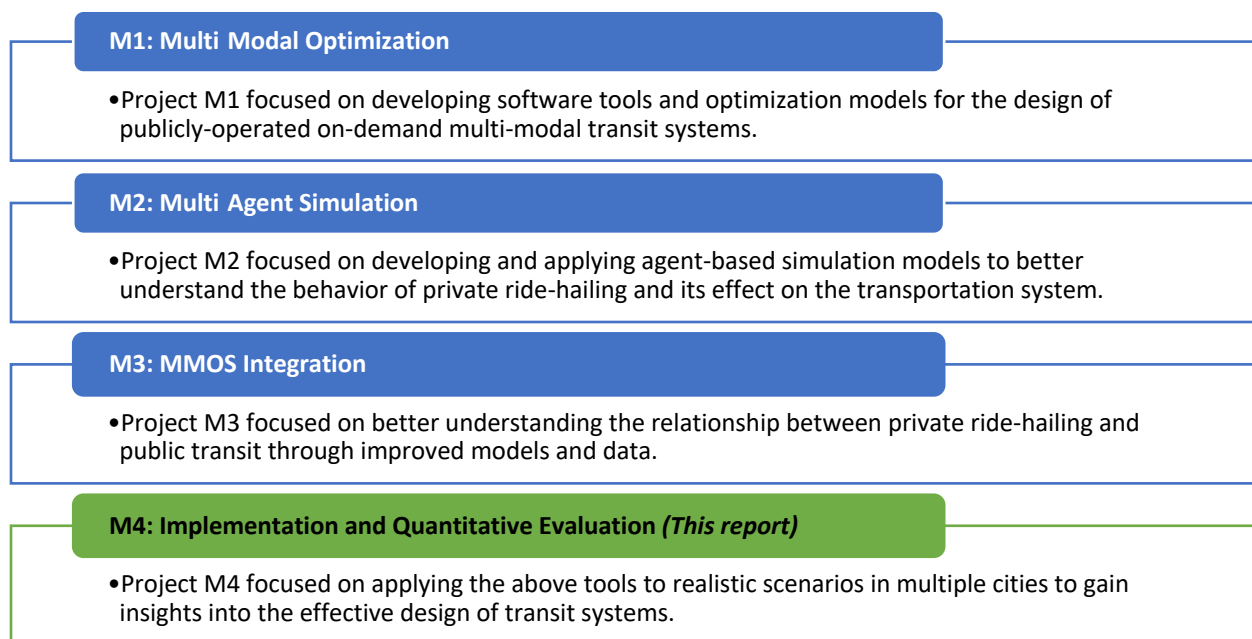 M1: Multi Modal Optimization
•Project M1 focused on developing software tools and optimization models for the design of
publicly-operated on-demand multi-modal transit systems.
M2: Multi Agent Simulation
•Project M2 focused on developing and applying agent-based simulation models to better
understand the behavior of private ride-hailing and its effect on the transportation system.
M3: MMOS Integration
•Project M3 focused on better understanding the relationship between private ride-hailing and
public transit through improved models and data.
M4: Implementation and Quantitative Evaluation (This report)
•Project M4 focused on applying the above tools to realistic scenarios in multiple cities to gain
insights into the effective design of transit systems.